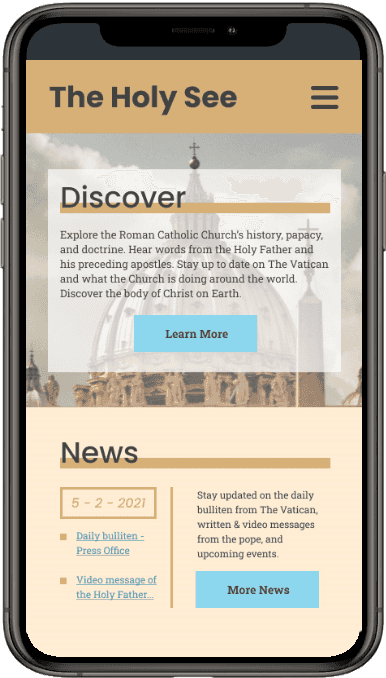 The Holy See
Discover
Explore the Roman Catholic Church's history, papacy,
and doctrine. Hear words from the Holy Father and
his preceding apostles. Stay up to date on The Vatican
and what the Church is doing around the world.
Discover the body of Christ on Earth.
Learn More
News
5 - 2 - 2021
Daily bulliten -
Press Office
Video message of
the Holy Father...
Stay updated on the daily
bulliten from The Vatican,
written & video messages
from the pope, and
upcoming events.
More News